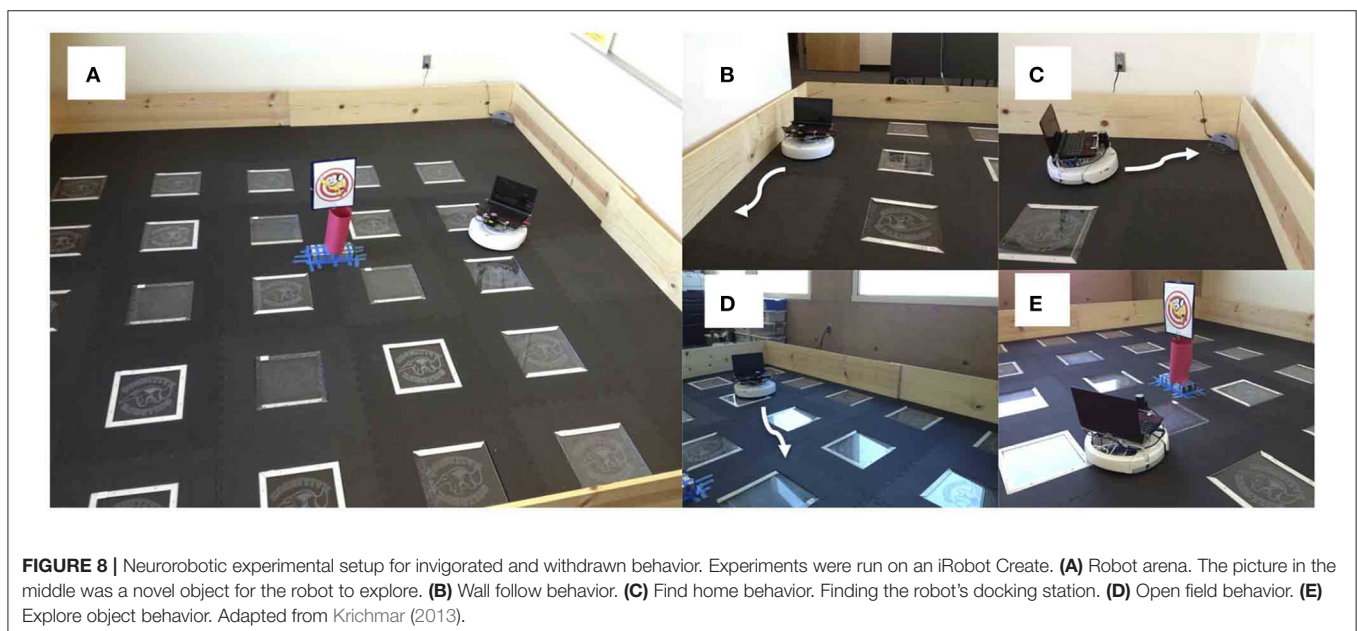 A
B
C
D
E
FIGURE 8 | Neurorobotic experimental setup for invigorated and withdrawn behavior. Experiments were run on an iRobot Create. (A) Robot arena. The picture in the
middle was a novel object for the robot to explore. (B) Wall follow behavior. (C) Find home behavior. Finding the robot's docking station. (D) Open field behavior. (E)
Explore object behavior. Adapted from Krichmar (2013).